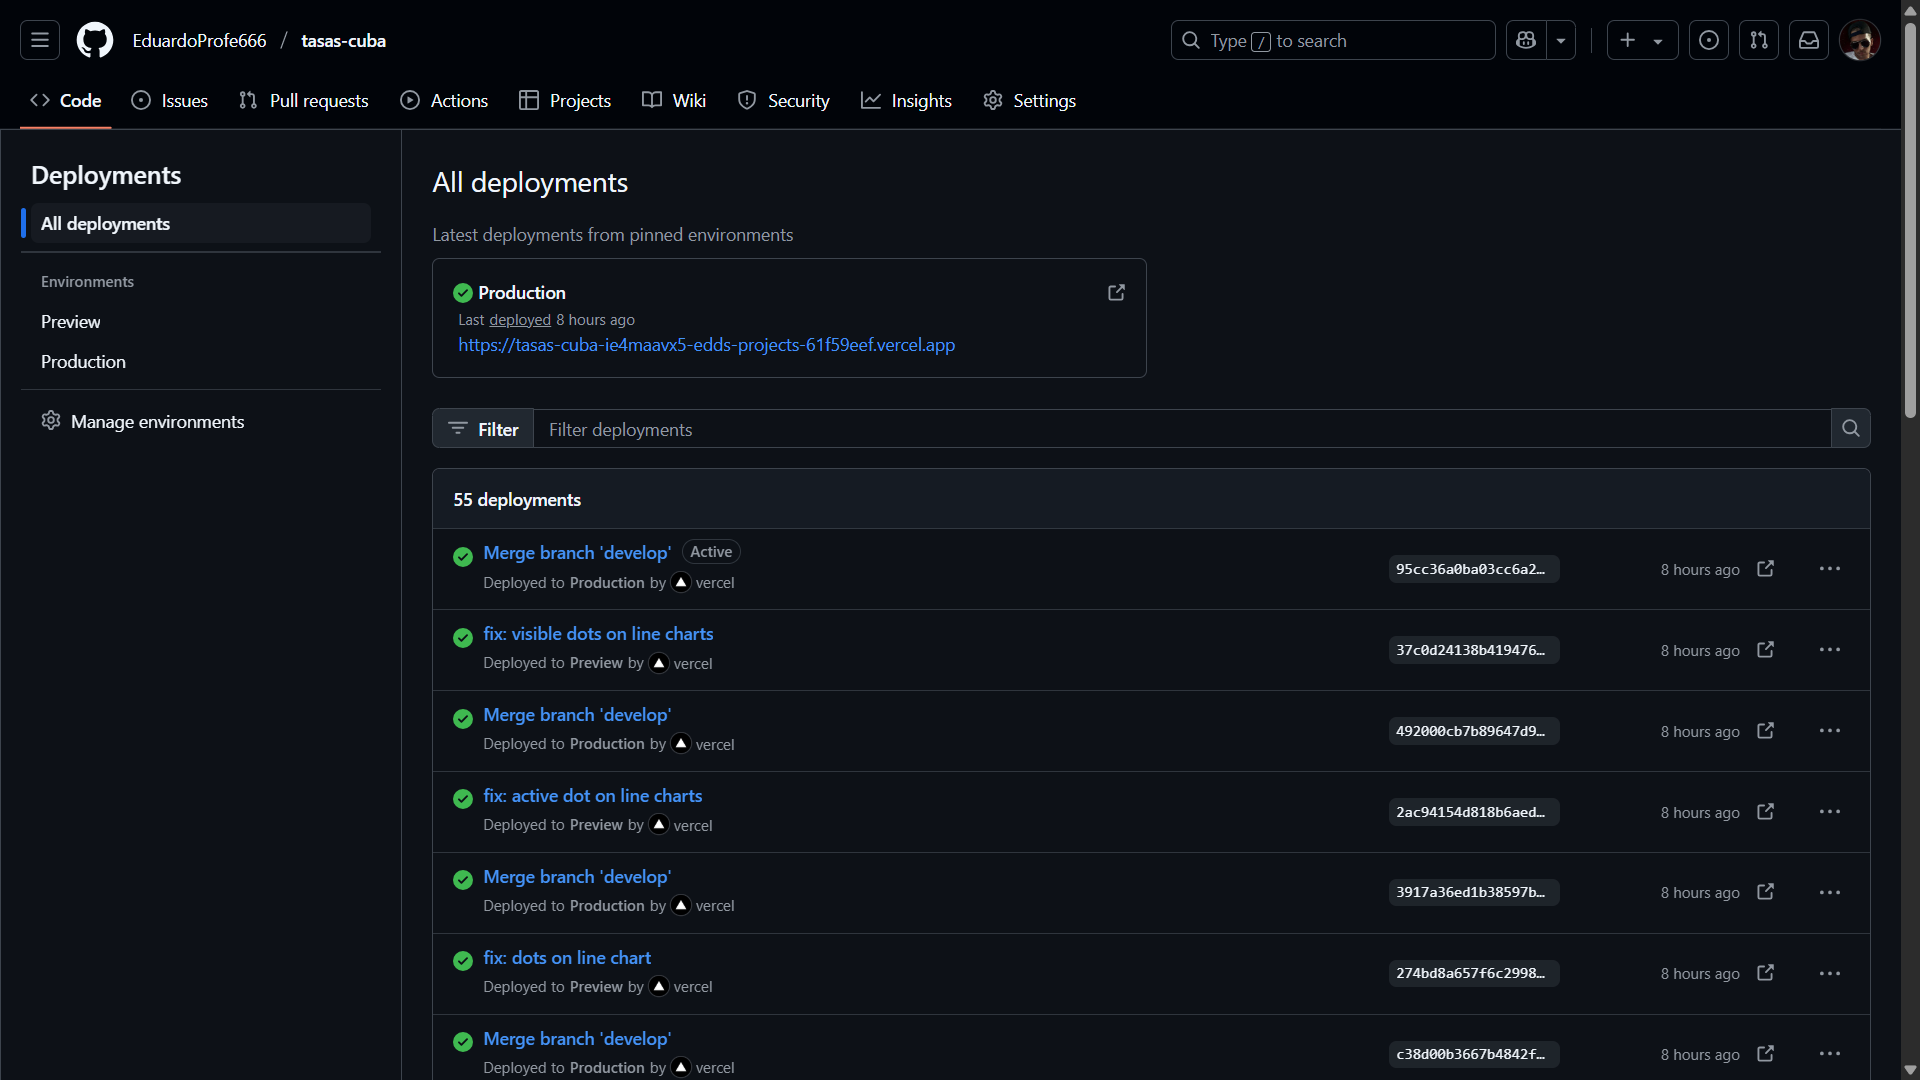 EduardoProfe666 / tasas-cuba
Type / to search
Code
Issues
Pull requests
Actions
Projects
Wiki
Security
Insights
Settings
Deployments
All deployments
Environments
Preview
Production
Manage environments
All deployments
Latest deployments from pinned environments
Production
Last deployed 8 hours ago
https://tasas-cuba-ie4maavx5-edds-projects-61f59eef.vercel.app
Filter
Filter deployments
55 deployments
Merge branch 'develop' Active
Deployed to Production by vercel
95cc36a0ba03cc6a2…
8 hours ago
fix: visible dots on line charts
Deployed to Preview by vercel
37c0d24138b419476…
8 hours ago
Merge branch 'develop'
Deployed to Production by vercel
492000cb7b89647d9…
8 hours ago
fix: active dot on line charts
Deployed to Preview by vercel
2ac94154d818b6aed…
8 hours ago
Merge branch 'develop'
Deployed to Production by vercel
3917a36ed1b38597b…
8 hours ago
fix: dots on line chart
Deployed to Preview by vercel
274bd8a657f6c2998…
8 hours ago
Merge branch 'develop'
Deployed to Production by vercel
c38d00b3667b4842f…
8 hours ago